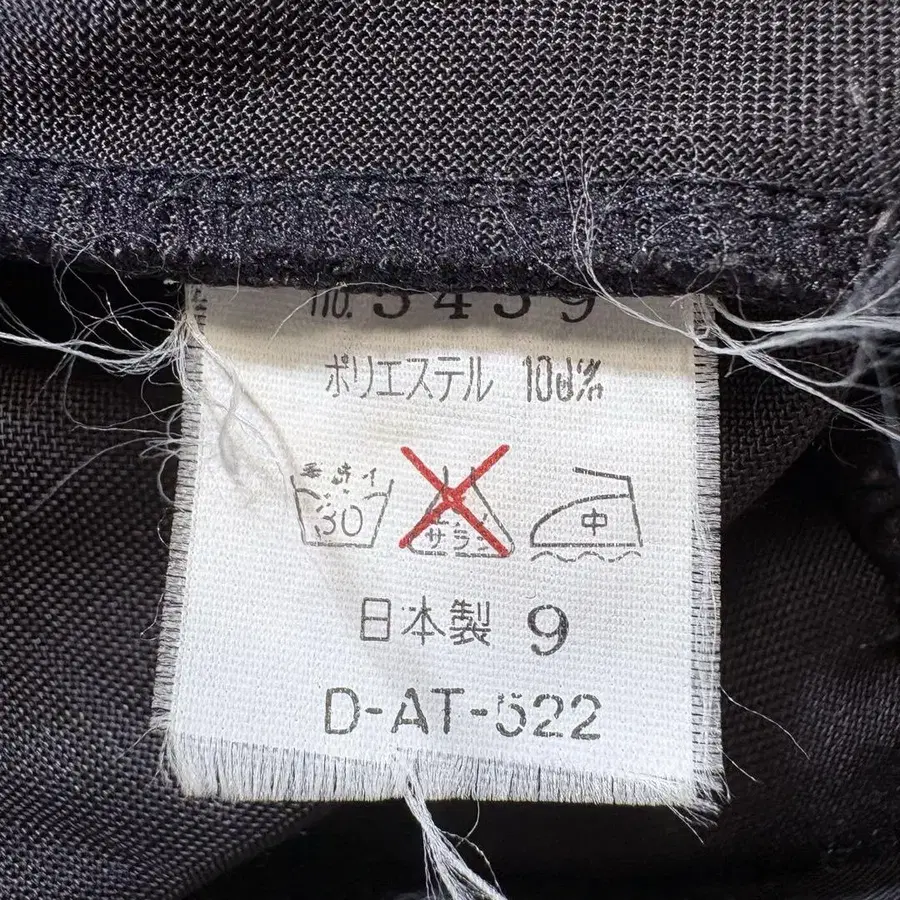 no. 5459
ポリエステル 100%
手洗イ 30 サラシ 中
日本製 9
D-AT-522